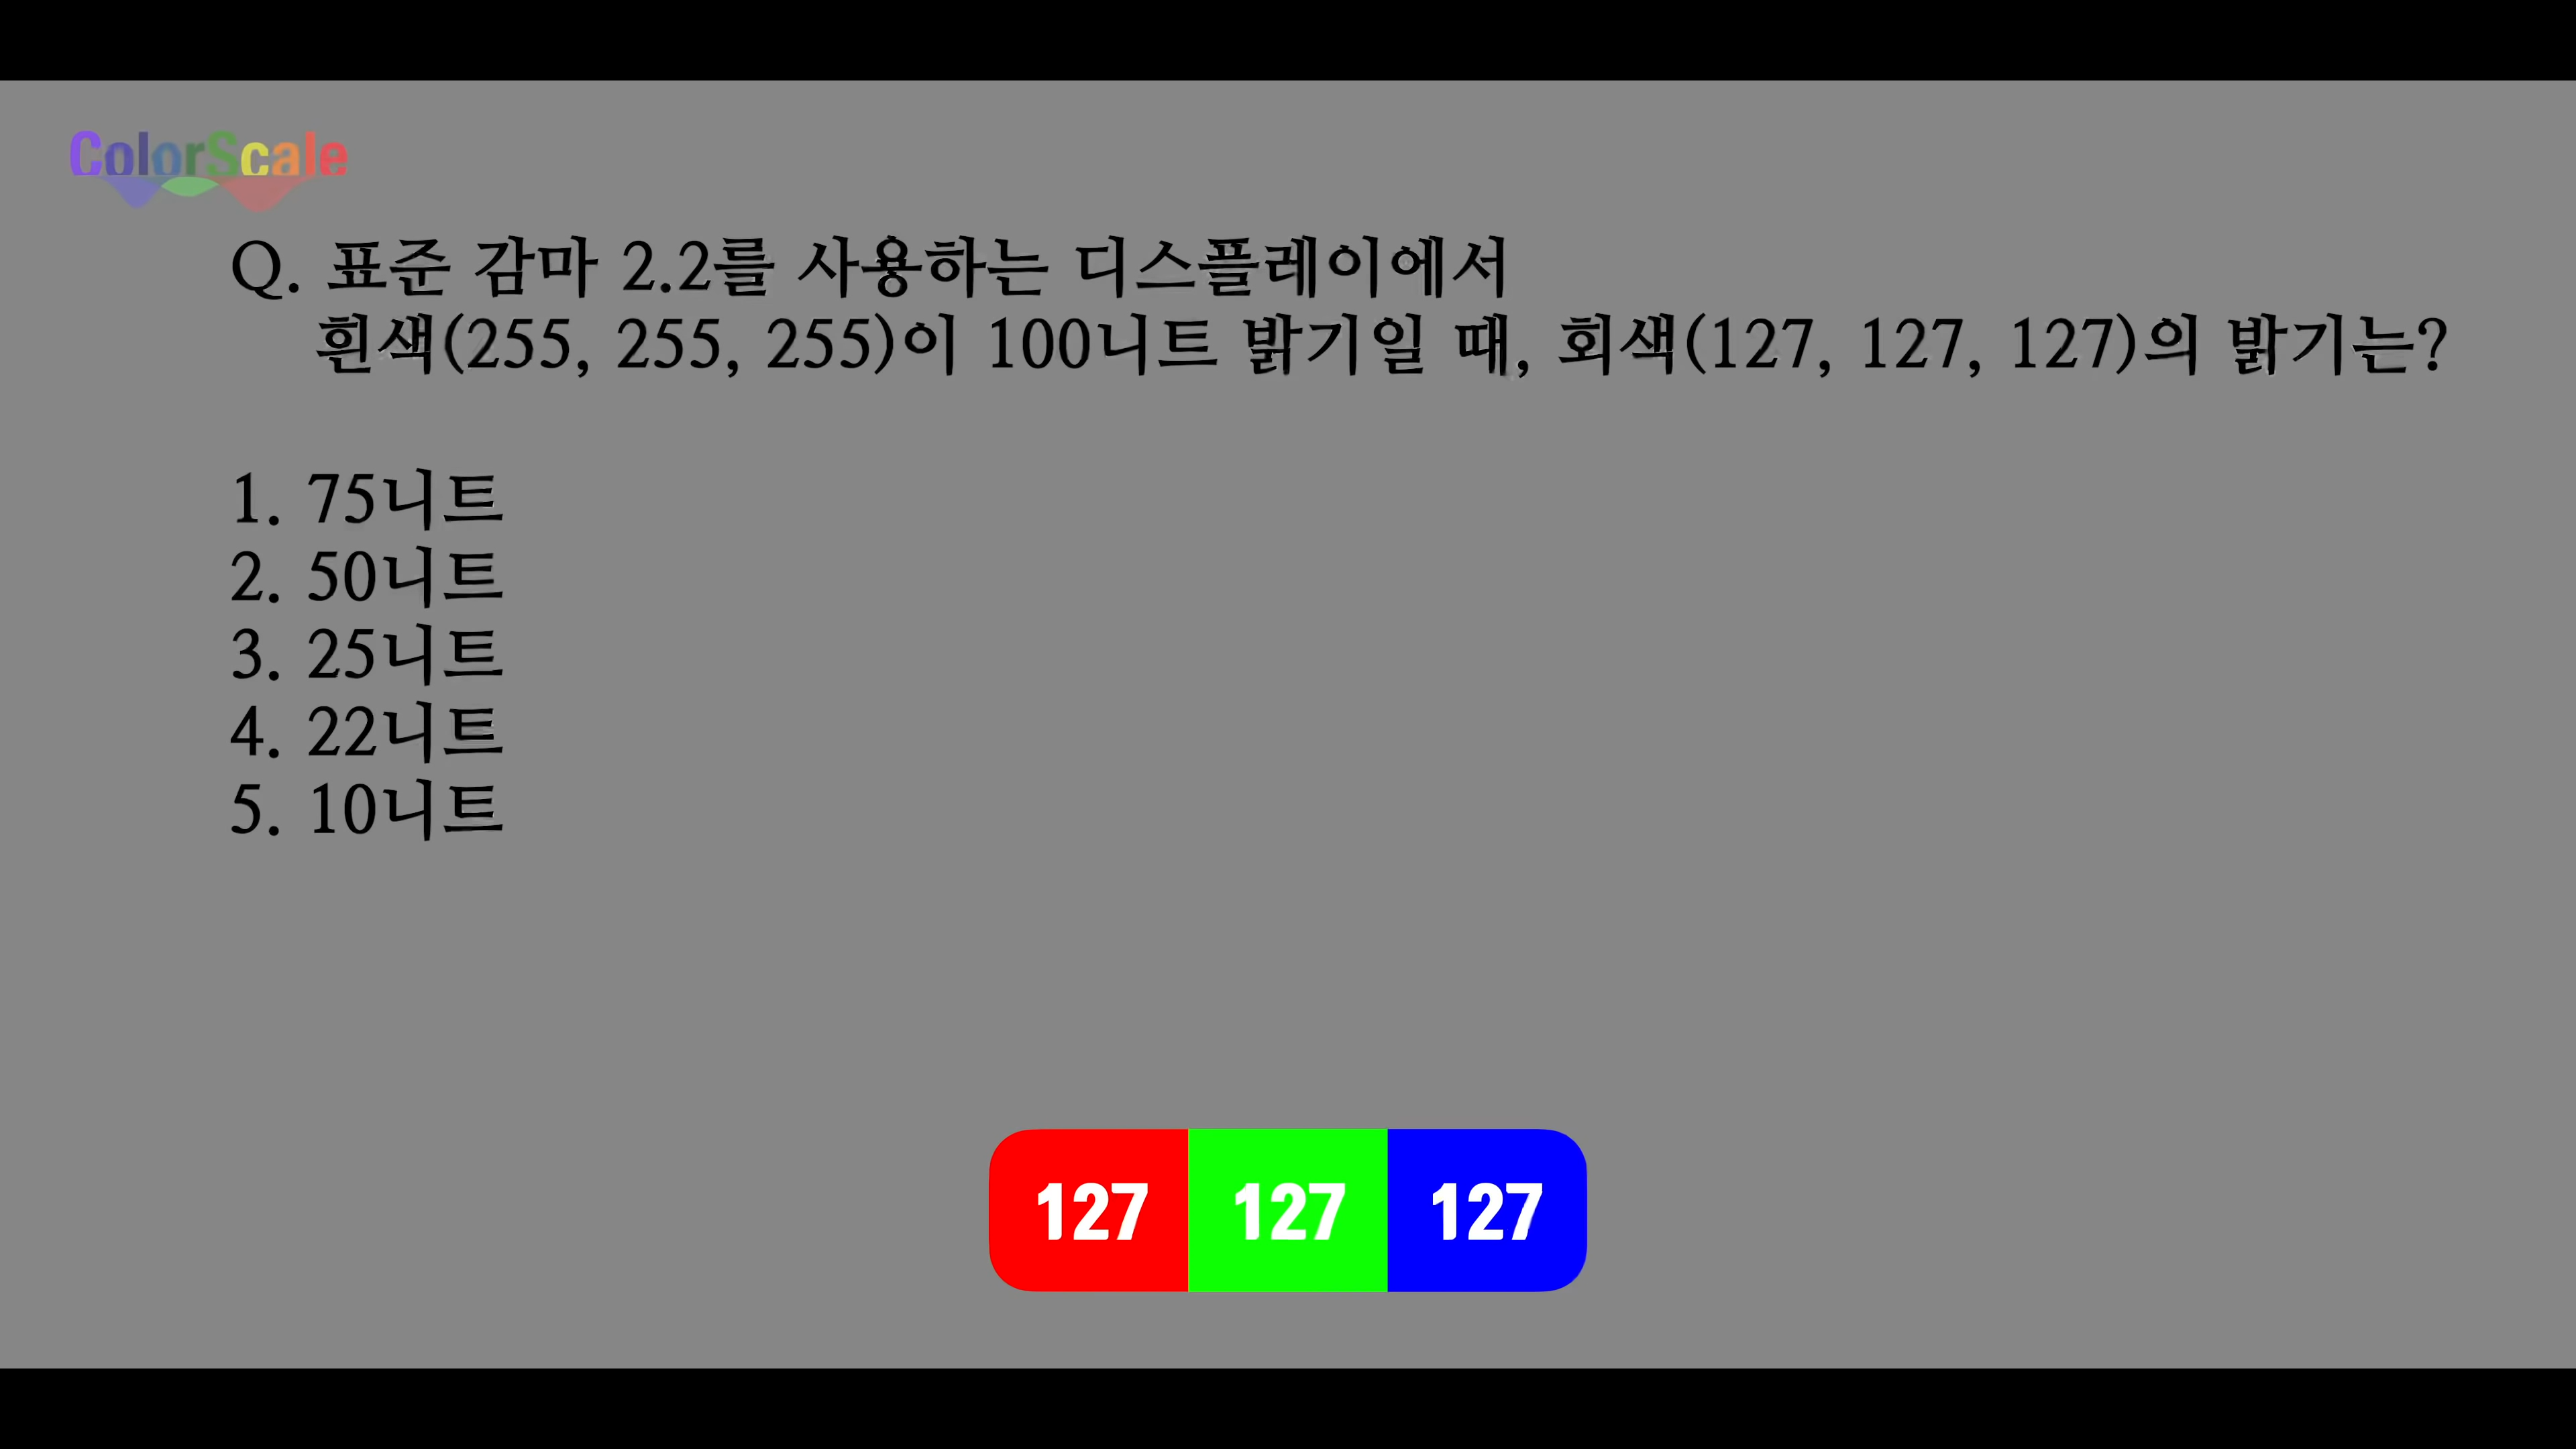 ColorScale
Q. 표준 감마 2.2를 사용하는 디스플레이에서
흰색(255, 255, 255)이 100니트 밝기일 때, 회색(127, 127, 127)의 밝기는?
1. 75니트
2. 50니트
3. 25니트
4. 22니트
5. 10니트
127 127 127